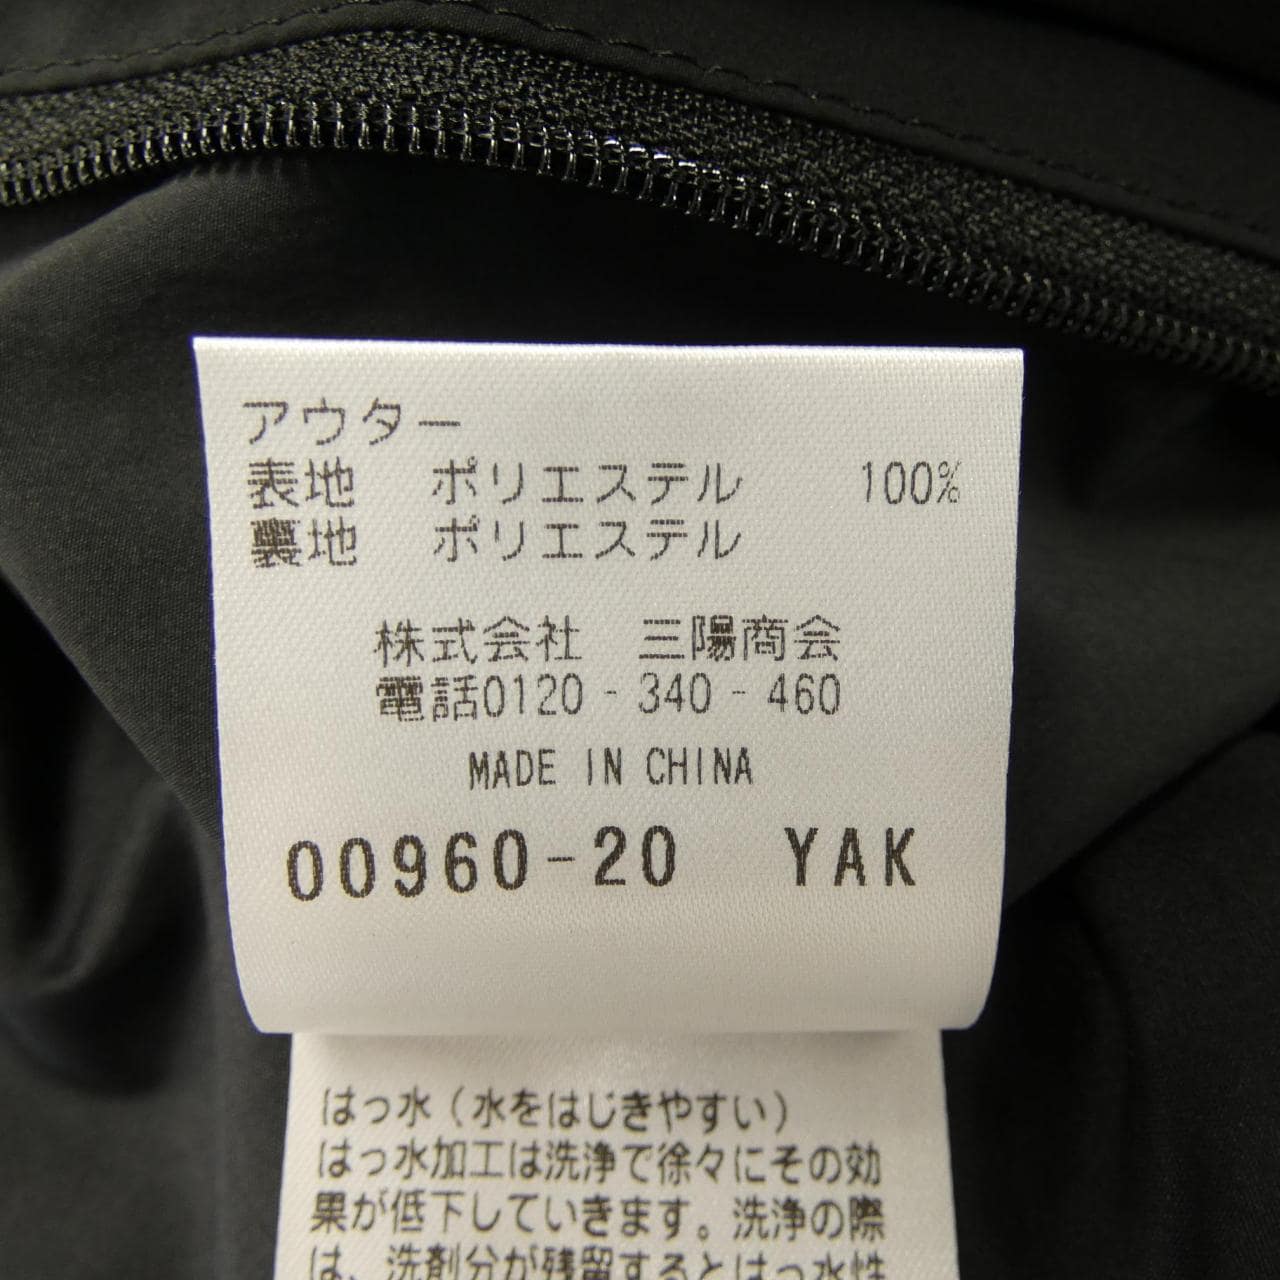 アウター
表地 ポリエステル 100%
裏地 ポリエステル
株式会社 三陽商会
電話0120-340-460
MADE IN CHINA
00960-20 YAK
はっ水(水をはじきやすい)
はっ水加工は洗浄で徐々にその効
果が低下していきます。洗浄の際
は、洗剤分が残留するとはっ水性